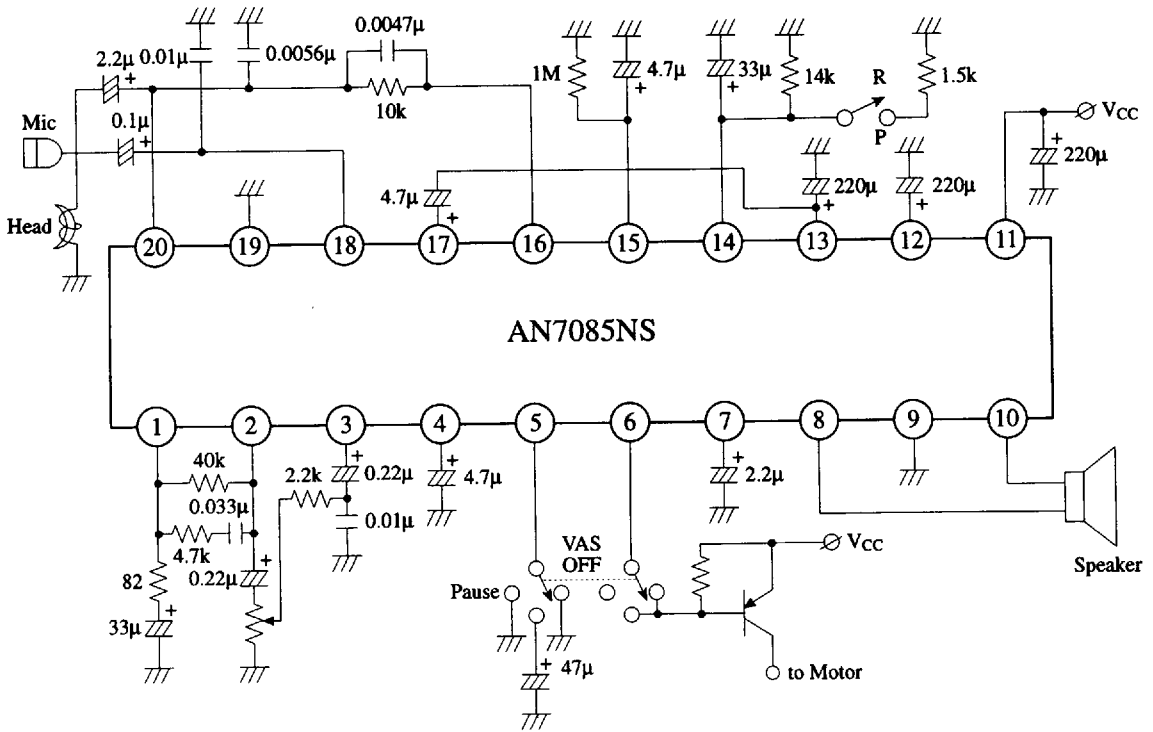 0.0047μ
2.2μ
0.01μ
0.0056μ
10k
Mic
0.1μ
Head
1M
4.7μ
33μ
14k
R
P
1.5k
VCC
220μ
4.7μ
220μ
220μ
20 19 18 17 16 15 14 13 12 11
AN7085NS
1 2 3 4 5 6 7 8 9 10
40k
0.033μ
4.7k
82
0.22μ
33μ
2.2k
0.22μ
0.01μ
4.7μ
2.2μ
VAS
OFF
Pause
47μ
VCC
to Motor
Speaker